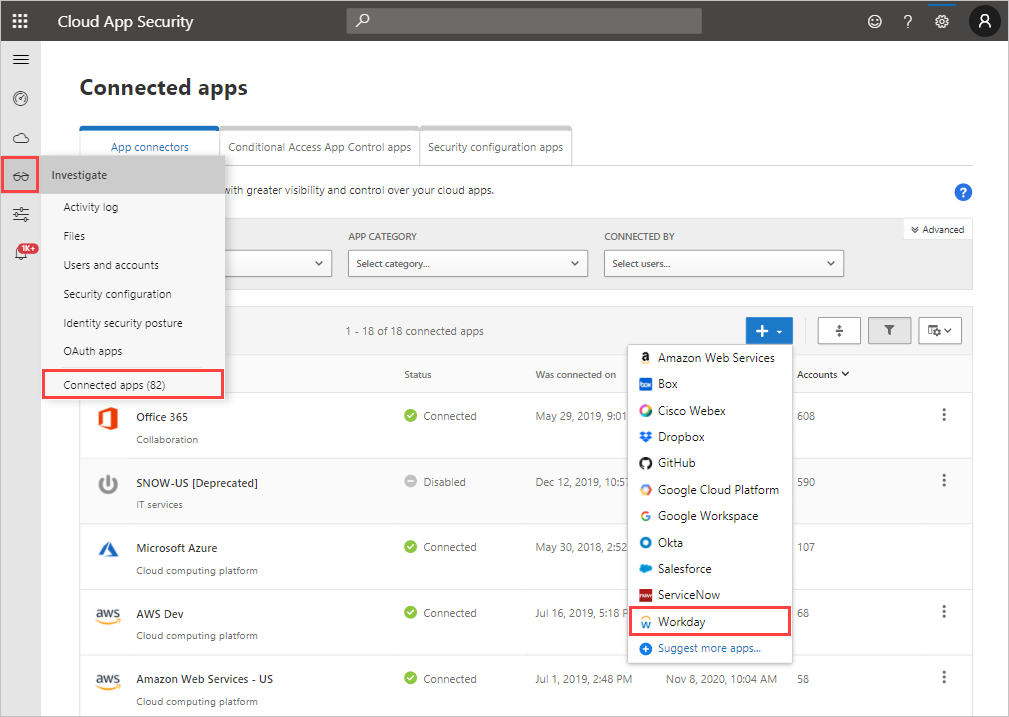 Cloud App Security
?
Connected apps
App connectors
Conditional Access App Control apps
Security configuration apps
Investigate
with greater visibility and control over your cloud apps.
?
Activity log
Files
Users and accounts
Security configuration
Identity security posture
OAuth apps
Connected apps (82)
1K+
Advanced
APP CATEGORY
CONNECTED BY
Select category...
Select users...
1 - 18 of 18 connected apps
Status
Was connected on
Accounts
Amazon Web Services
Box
Cisco Webex
Dropbox
GitHub
Google Cloud Platform
Google Workspace
Okta
Salesforce
ServiceNow
Workday
Suggest more apps...
Office 365
Collaboration
Connected
May 29, 2019, 9:01
608
SNOW-US [Deprecated]
IT services
Disabled
Dec 12, 2019, 10:57
590
Microsoft Azure
Cloud computing platform
Connected
May 30, 2018, 2:52
107
aws
AWS Dev
Cloud computing platform
Connected
Jul 16, 2019, 5:18 P
68
aws
Amazon Web Services - US
Cloud computing platform
Connected
Jul 1, 2019, 2:48 PM
Nov 8, 2020, 10:04 AM
58